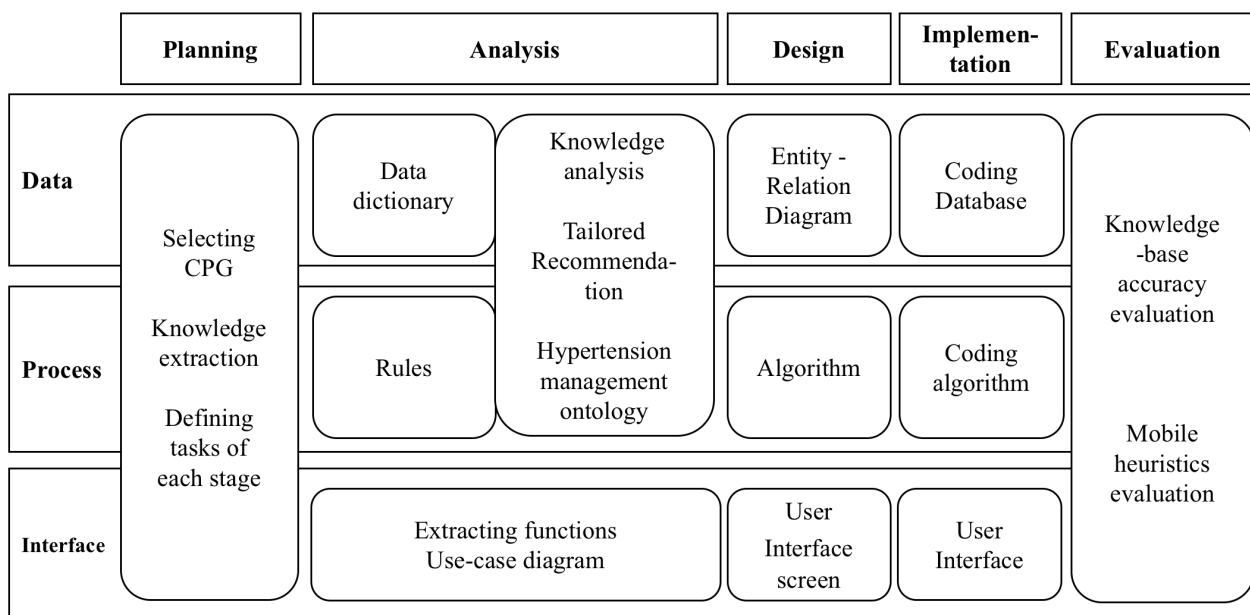 Planning
Analysis
Design
Implemen-
tation
Evaluation
Data
Process
Interface
Selecting
CPG
Knowledge
extraction
Defining
tasks of
each stage
Data
dictionary
Rules
Knowledge
analysis
Tailored
Recommenda-
tion
Hypertension
management
ontology
Extracting functions
Use-case diagram
Entity -
Relation
Diagram
Algorithm
User
Interface
screen
Coding
Database
Coding
algorithm
User
Interface
Knowledge
-base
accuracy
evaluation
Mobile
heuristics
evaluation